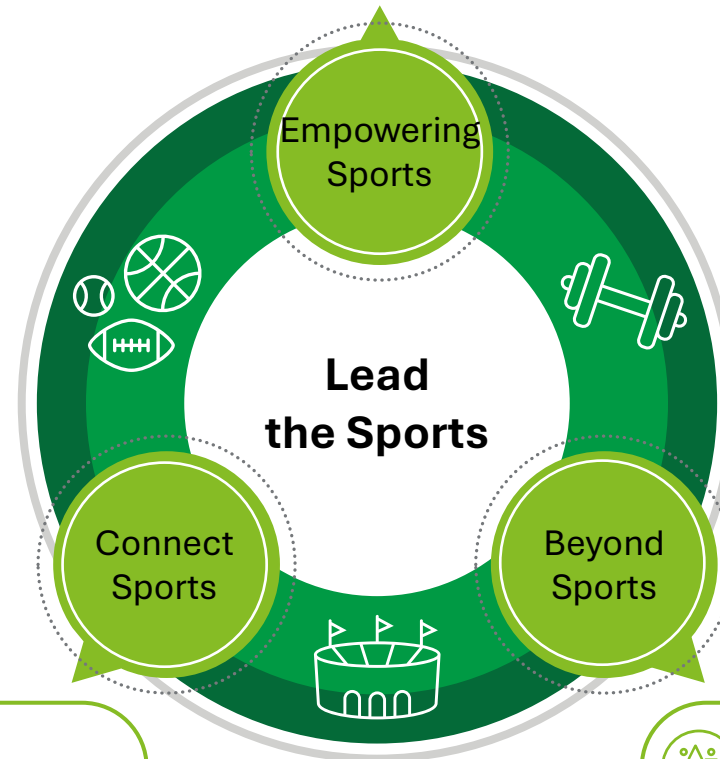 Empowering
Sports
Lead
the Sports
Connect
Sports
Beyond
Sports